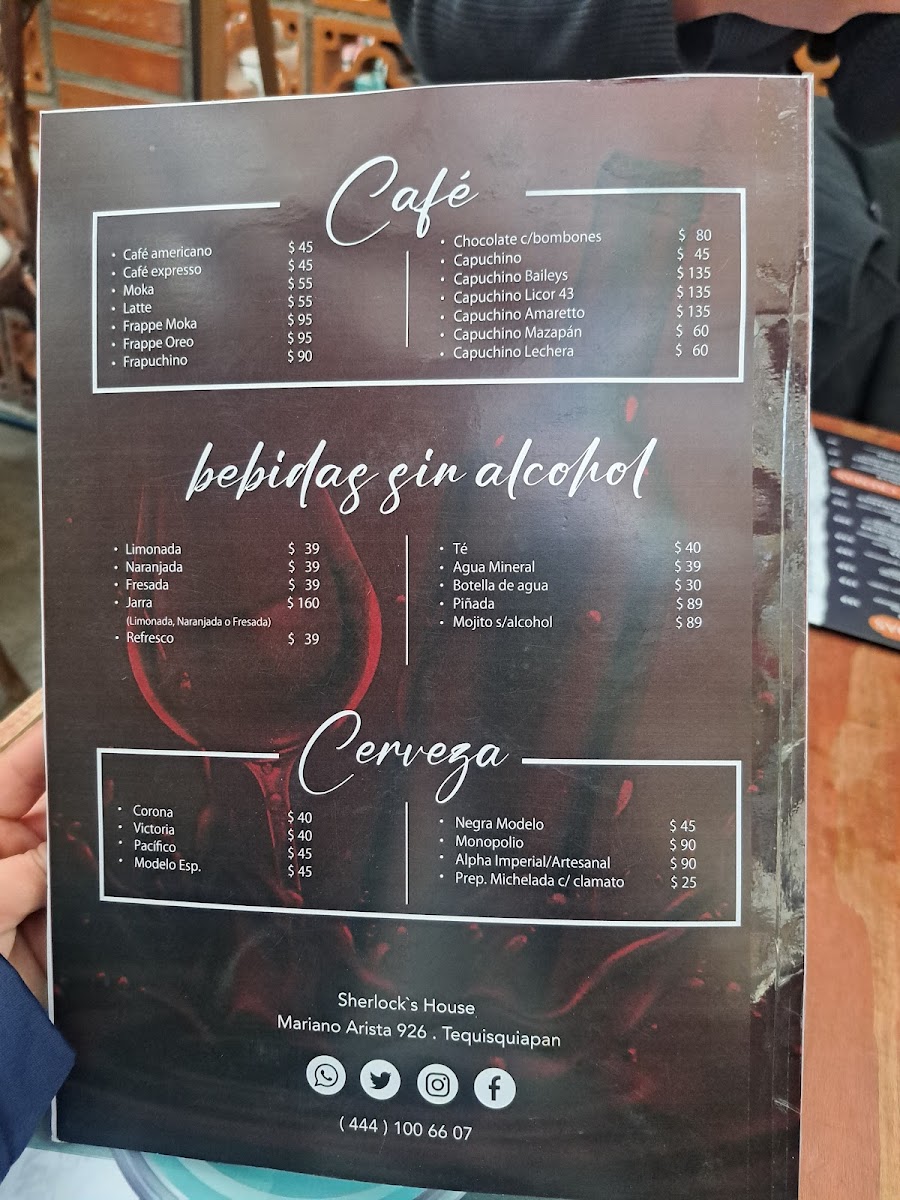 Café
• Café americano $ 45
• Café expresso $ 45
• Moka $ 55
• Latte $ 55
• Frappe Moka $ 95
• Frappe Oreo $ 95
• Frapuchino $ 90
• Chocolate c/bombones $ 80
• Capuchino $ 45
• Capuchino Baileys $ 135
• Capuchino Licor 43 $ 135
• Capuchino Amaretto $ 135
• Capuchino Mazapán $ 60
• Capuchino Lechera $ 60
bebidas sin alcohol
• Limonada $ 39
• Naranjada $ 39
• Fresada $ 39
• Jarra $ 160
(Limonada, Naranjada o Fresada)
• Refresco $ 39
• Té $ 40
• Agua Mineral $ 39
• Botella de agua $ 30
• Piñada $ 89
• Mojito s/alcohol $ 89
Cerveza
• Corona $ 40
• Victoria $ 40
• Pacífico $ 45
• Modelo Esp. $ 45
• Negra Modelo $ 45
• Monopolio $ 90
• Alpha Imperial/Artesanal $ 90
• Prep. Michelada c/ clamato $ 25
Sherlock`s House
Mariano Arista 926 . Tequisquiapan
( 444 ) 100 66 07